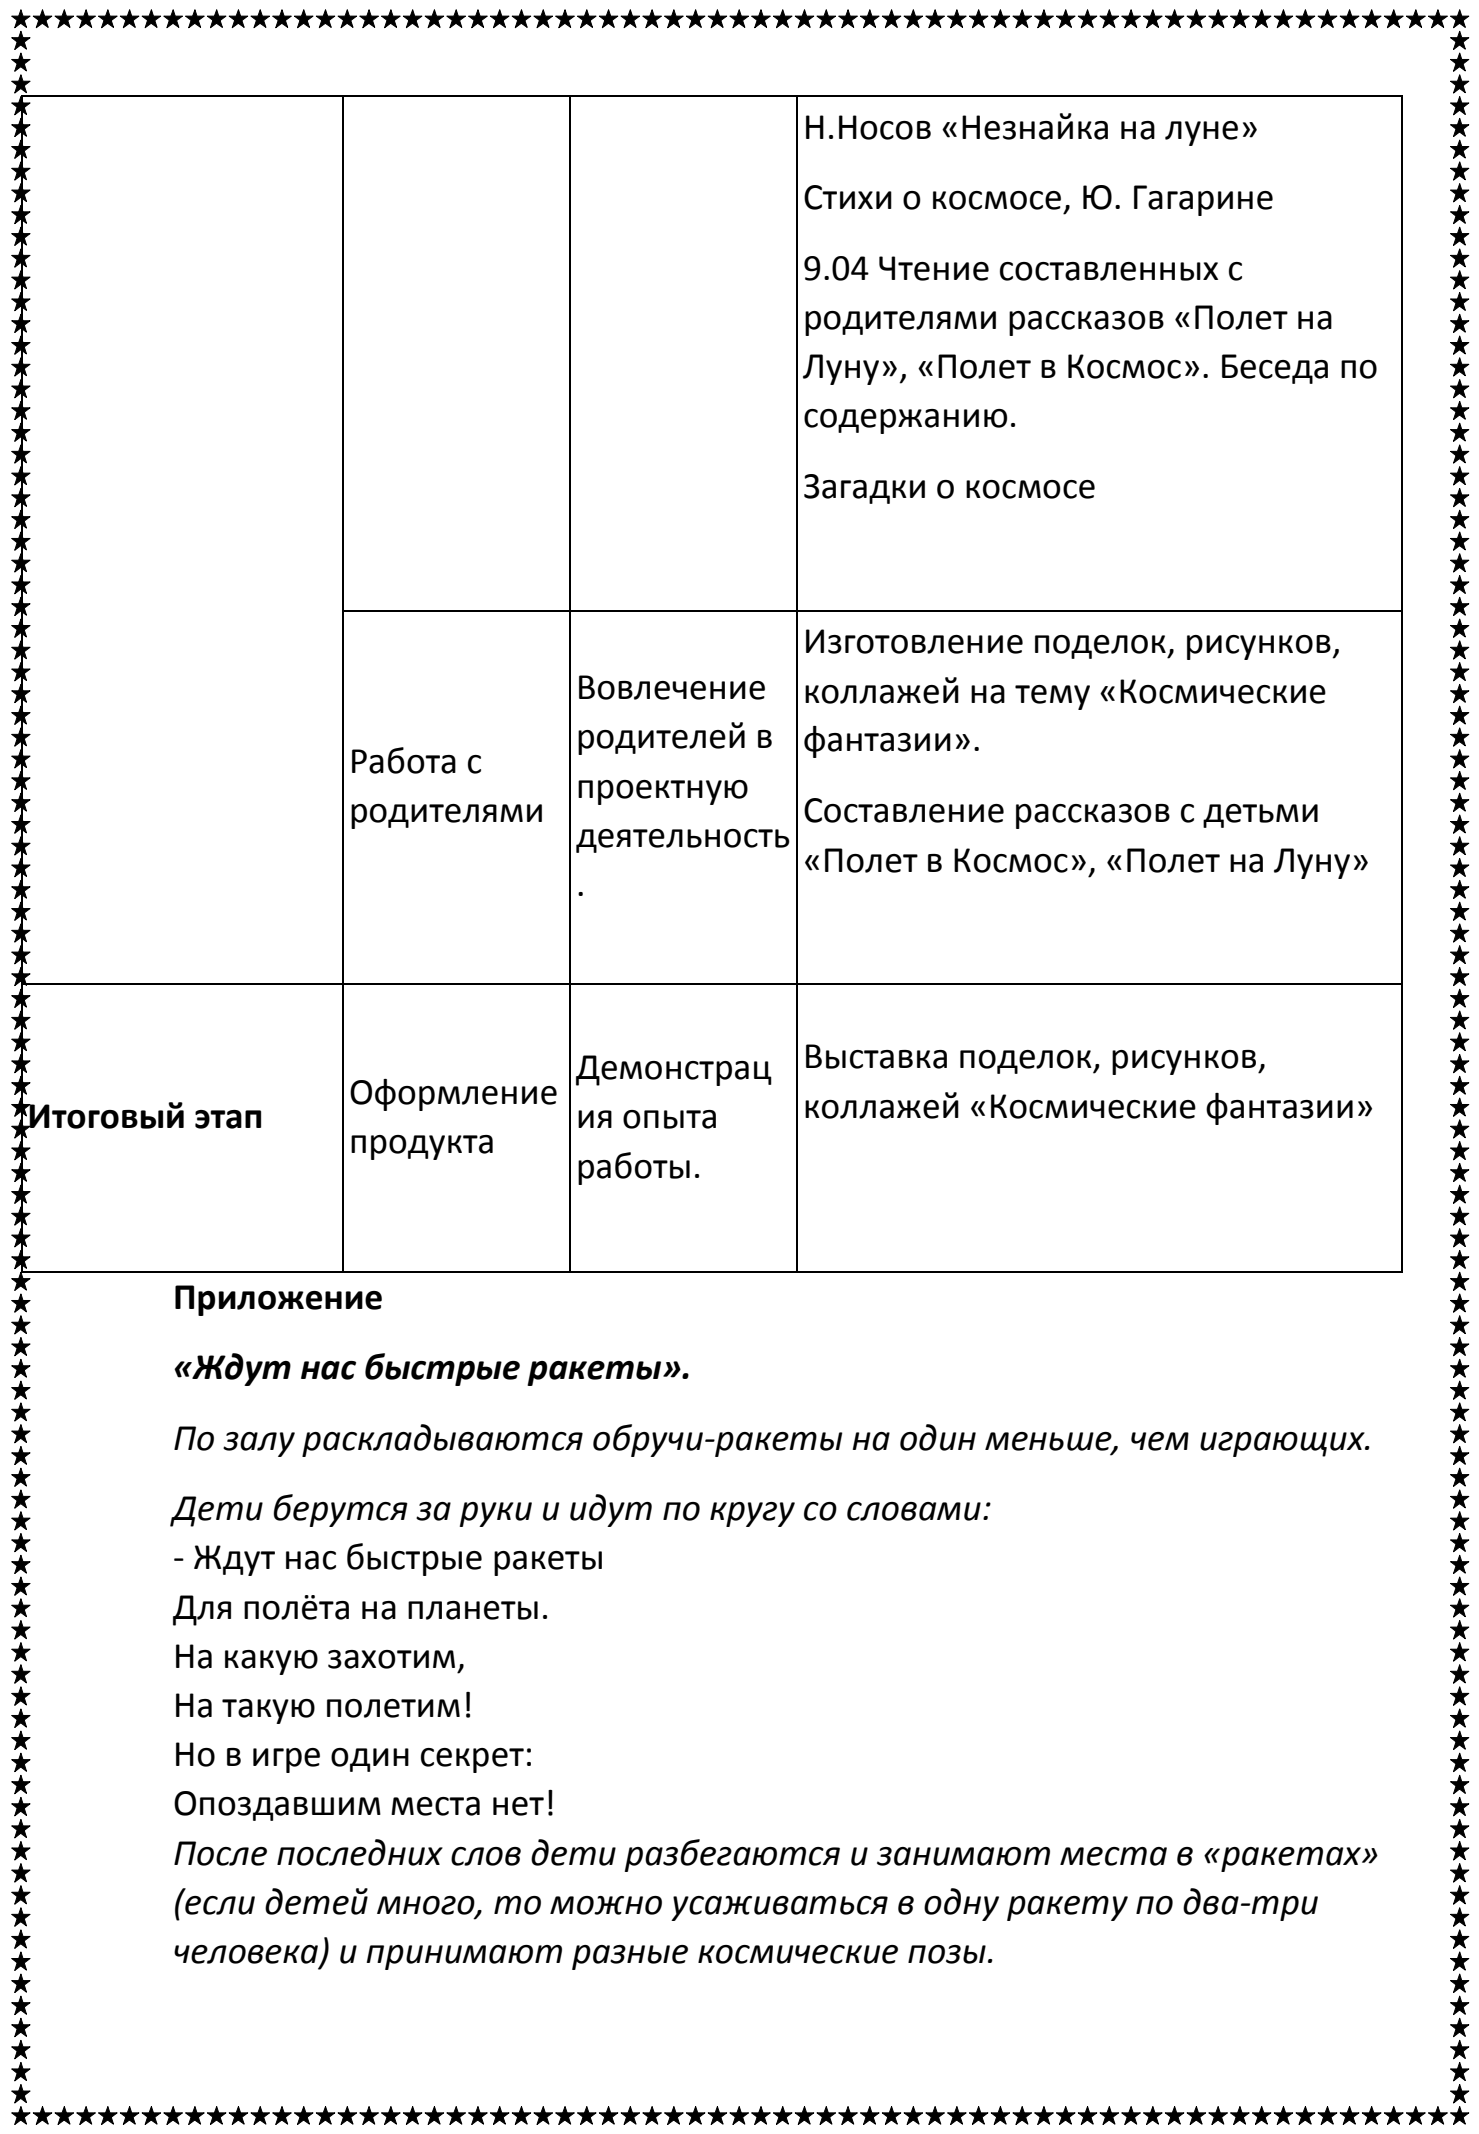 Н.Носов «Незнайка на луне»
Стихи о космосе, Ю. Гагарине
9.04 Чтение составленных с
родителями рассказов «Полет на
Луну», «Полет в Космос». Беседа по
содержанию.
Загадки о космосе
Работа с
родителями
Вовлечение
родителей в
проектную
деятельность
.
Изготовление поделок, рисунков,
коллажей на тему «Космические
фантазии».
Составление рассказов с детьми
«Полет в Космос», «Полет на Луну»
Итоговый этап
Оформление
продукта
Демонстрац
ия опыта
работы.
Выставка поделок, рисунков,
коллажей «Космические фантазии»
Приложение
«Ждут нас быстрые ракеты».
По залу раскладываются обручи-ракеты на один меньше, чем играющих.
Дети берутся за руки и идут по кругу со словами:
- Ждут нас быстрые ракеты
Для полёта на планеты.
На какую захотим,
На такую полетим!
Но в игре один секрет:
Опоздавшим места нет!
После последних слов дети разбегаются и занимают места в «ракетах»
(если детей много, то можно усаживаться в одну ракету по два-три
человека) и принимают разные космические позы.